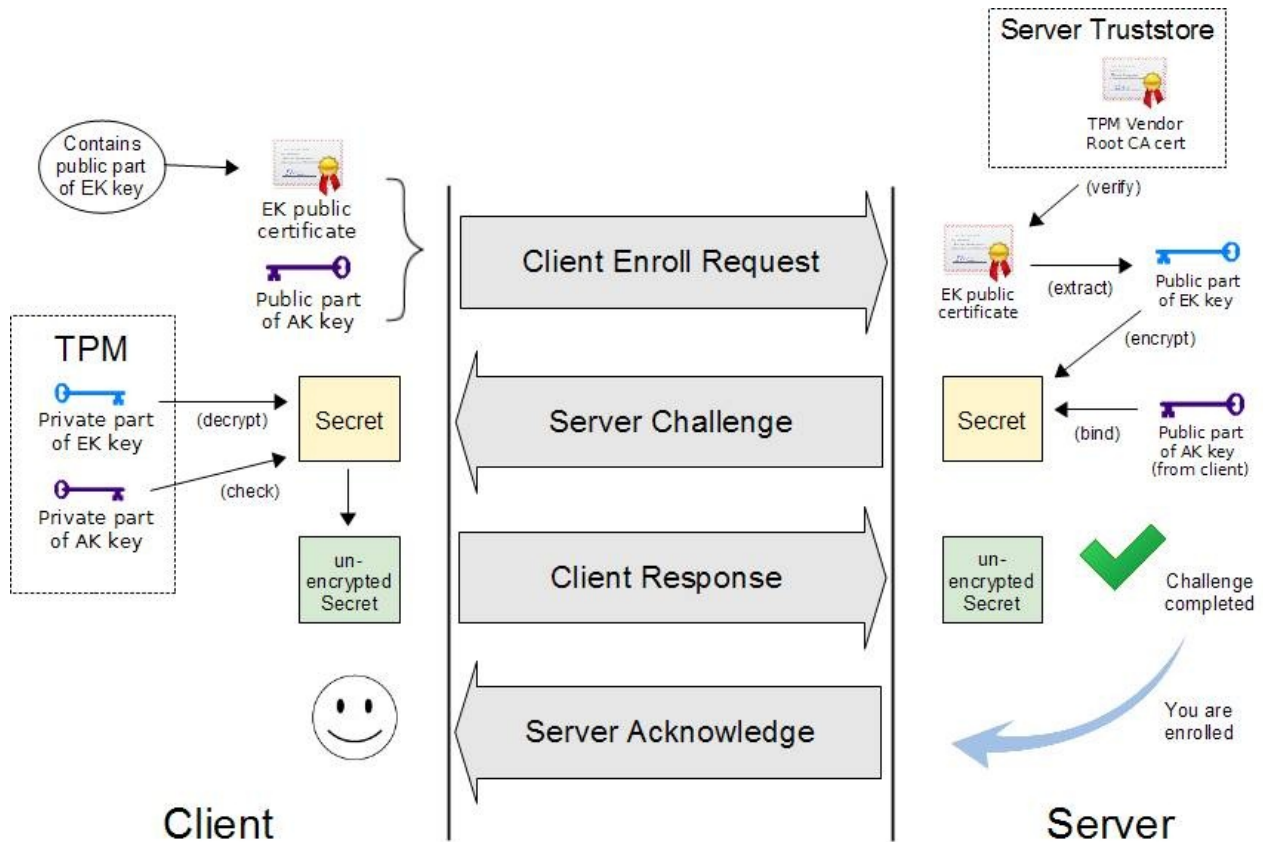 Server Truststore
TPM Vendor
Root CA cert
(verify)
Contains
public part
of EK key
EK public
certificate
Public part
of AK key
Client Enroll Request
EK public
certificate
(extract)
Public part
of EK key
(encrypt)
TPM
Private part
of EK key
(decrypt)
Secret
Server Challenge
Secret
(bind)
Public part
of AK key
(from client)
Private part
of AK key
(check)
un-
encrypted
Secret
Client Response
un-
encrypted
Secret
Challenge
completed
Server Acknowledge
You are
enrolled
Client
Server